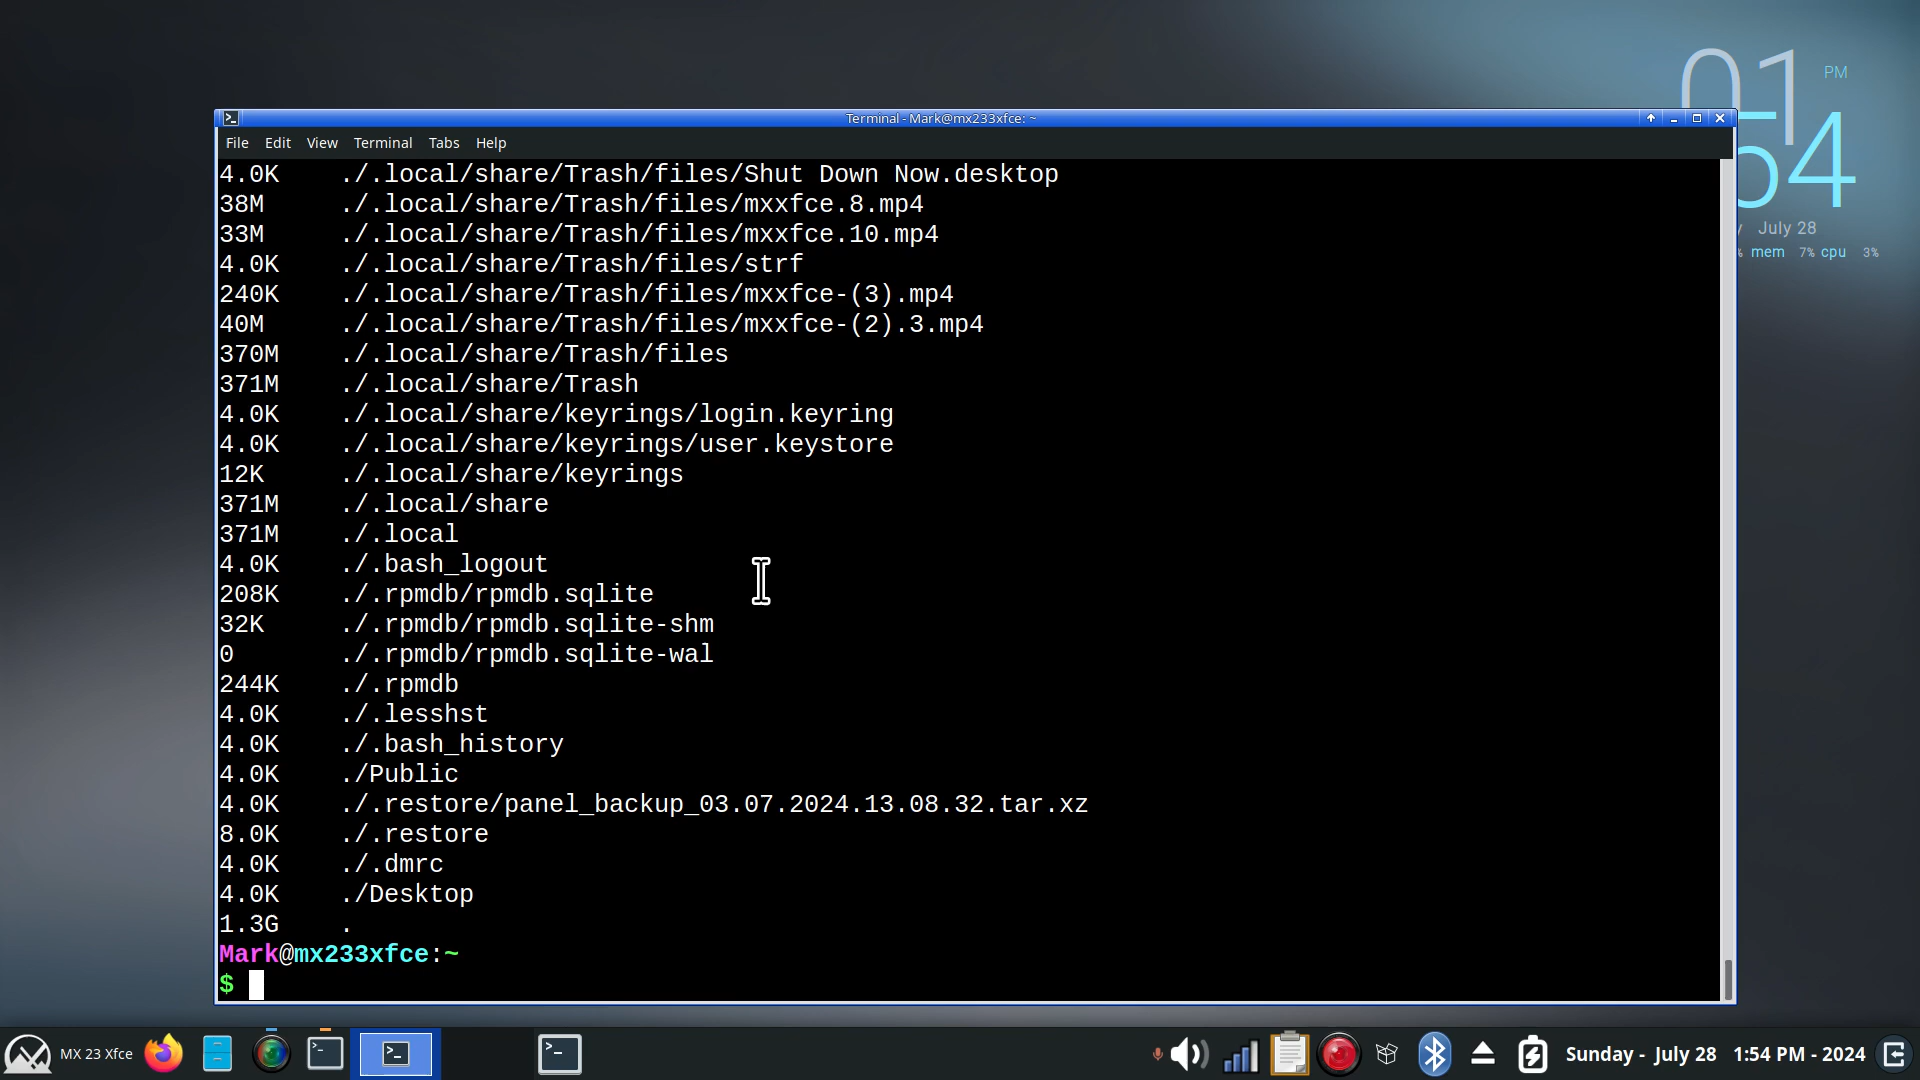 01 PM
54
July 28
mem 7% cpu 3%
Terminal - Mark@mx233xfce: ~
File Edit View Terminal Tabs Help
4.0K ./.local/share/Trash/files/Shut Down Now.desktop
38M ./.local/share/Trash/files/mxxfce.8.mp4
33M ./.local/share/Trash/files/mxxfce.10.mp4
4.0K ./.local/share/Trash/files/strf
240K ./.local/share/Trash/files/mxxfce-(3).mp4
40M ./.local/share/Trash/files/mxxfce-(2).3.mp4
370M ./.local/share/Trash/files
371M ./.local/share/Trash
4.0K ./.local/share/keyrings/login.keyring
4.0K ./.local/share/keyrings/user.keystore
12K ./.local/share/keyrings
371M ./.local/share
371M ./.local
4.0K ./.bash_logout
208K ./.rpmdb/rpmdb.sqlite
32K ./.rpmdb/rpmdb.sqlite-shm
0 ./.rpmdb/rpmdb.sqlite-wal
244K ./.rpmdb
4.0K ./.lesshst
4.0K ./.bash_history
4.0K ./Public
4.0K ./.restore/panel_backup_03.07.2024.13.08.32.tar.xz
8.0K ./.restore
4.0K ./.dmrc
4.0K ./Desktop
1.3G .
Mark@mx233xfce:~
$
MX 23 Xfce Sunday - July 28 1:54 PM - 2024